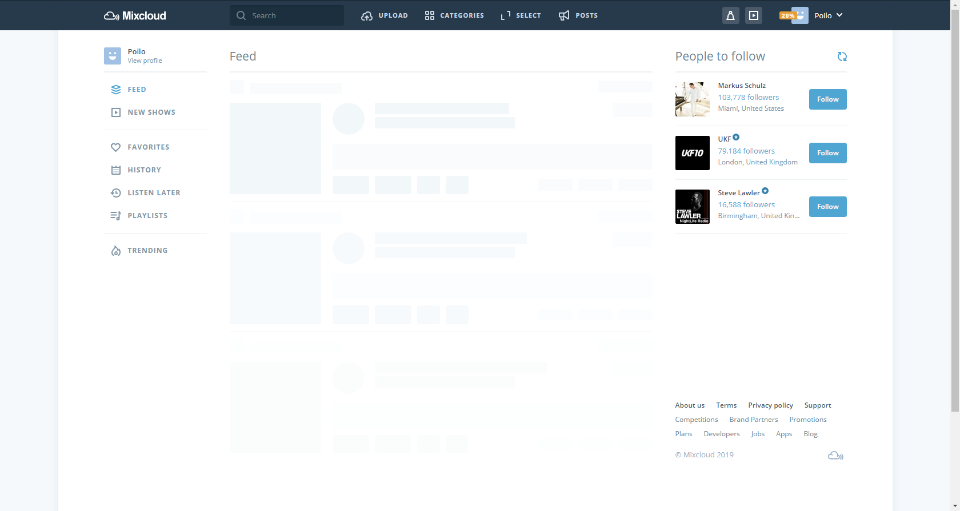 Mixcloud
Search
UPLOAD
CATEGORIES
SELECT
POSTS
28%
Poilo
Poilo
View profile
FEED
NEW SHOWS
FAVORITES
HISTORY
LISTEN LATER
PLAYLISTS
TRENDING
Feed
People to follow
Markus Schulz
103,778 followers
Miami, United States
Follow
UKF10
UKF
79,184 followers
London, United Kingdom
Follow
STEVE
LAWLER
Steve Lawler
16,588 followers
Birmingham, United Kin...
Follow
About us Terms Privacy policy Support
Competitions Brand Partners Promotions
Plans Developers Jobs Apps Blog
© Mixcloud 2019